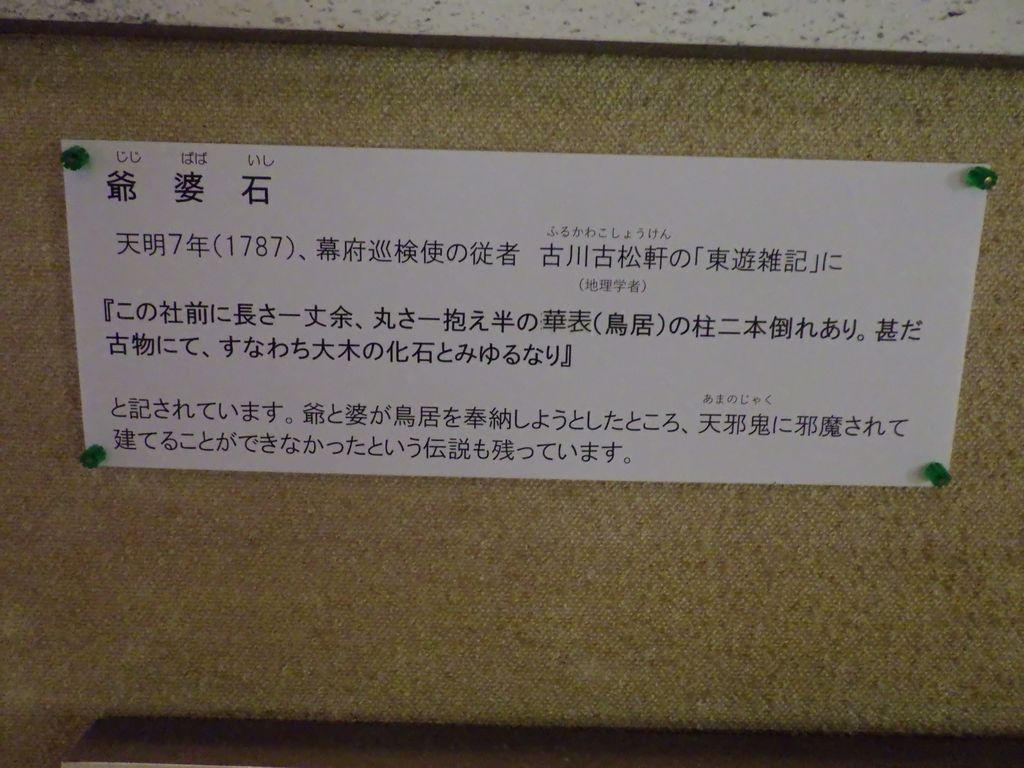 じじ ばば いし
爺 婆 石
ふるかわこしょうけん
天明7年(1787)、幕府巡検使の従者 古川古松軒の「東遊雑記」に
(地理学者)
『この社前に長さ一丈余、丸さ一抱え半の華表(鳥居)の柱二本倒れあり。甚だ
古物にて、すなわち大木の化石とみゆるなり』
あまのじゃく
と記されています。爺と婆が鳥居を奉納しようとしたところ、天邪鬼に邪魔されて
建てることができなかったという伝説も残っています。